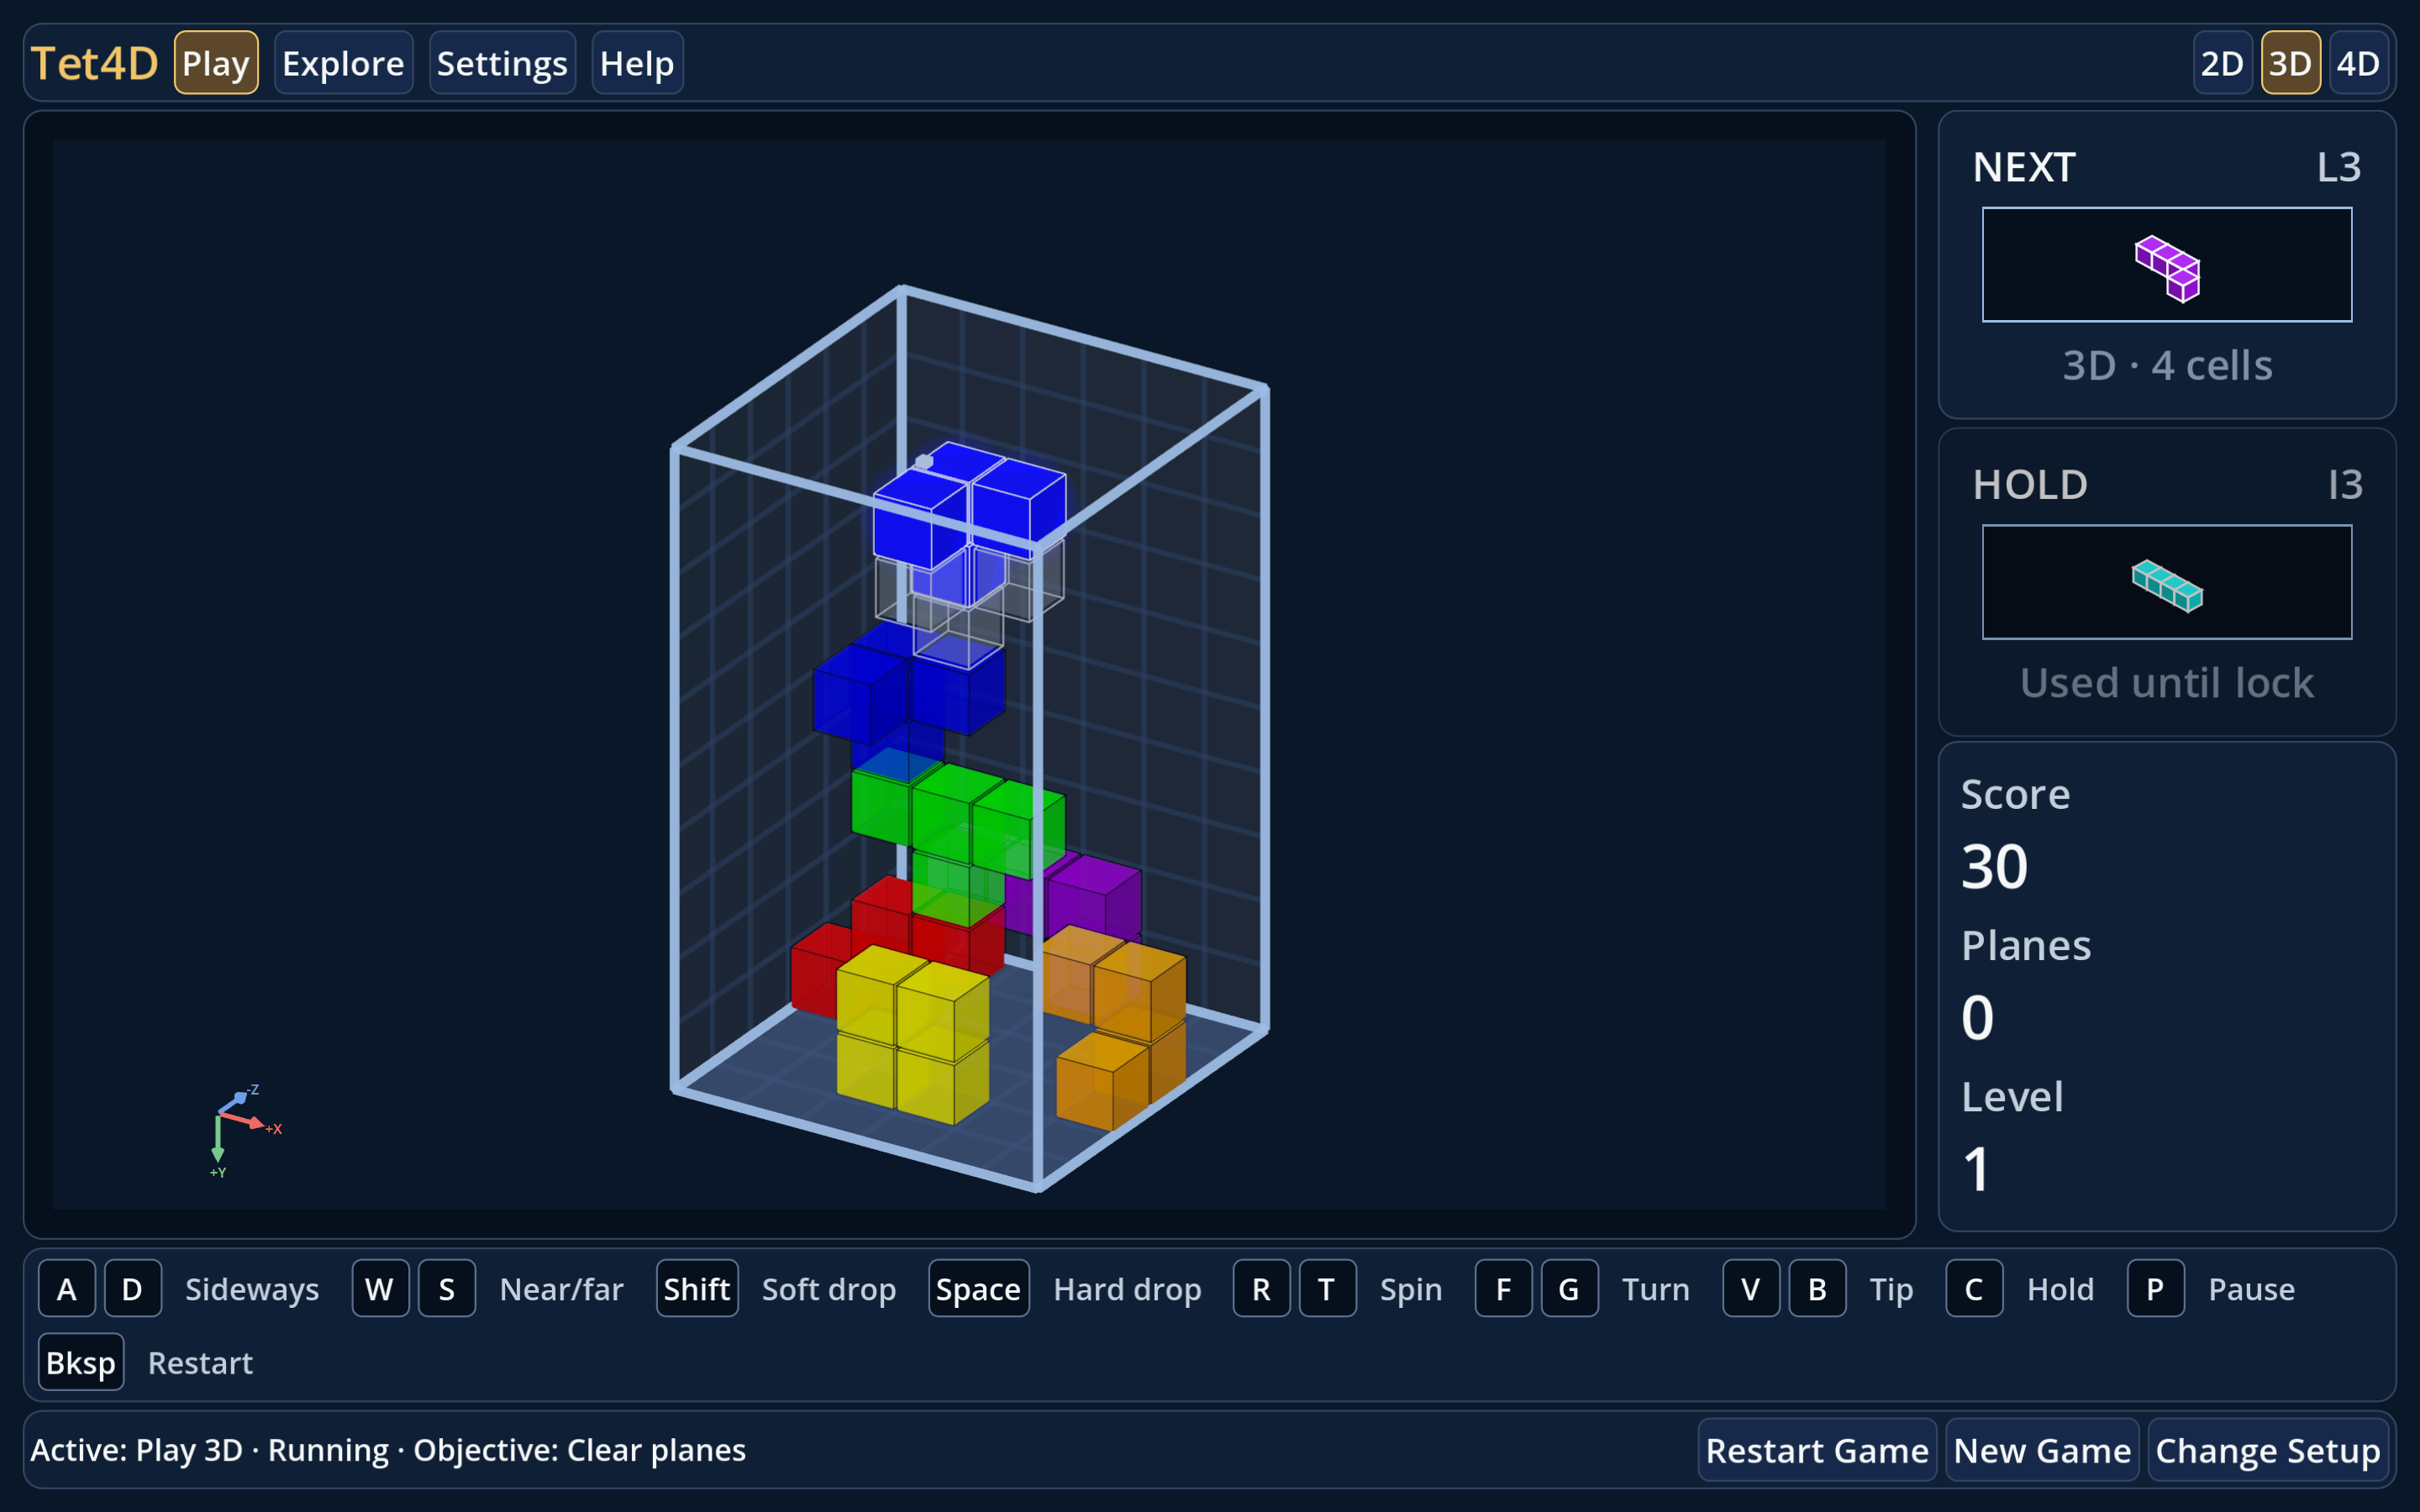 Tet4D Play Explore Settings Help 2D 3D 4D
NEXT L3
3D · 4 cells
HOLD I3
Used until lock
Score
30
Planes
0
Level
1
-Z
+X
+Y
A D Sideways W S Near/far Shift Soft drop Space Hard drop R T Spin F G Turn V B Tip C Hold P Pause
Bksp Restart
Active: Play 3D · Running · Objective: Clear planes Restart Game New Game Change Setup